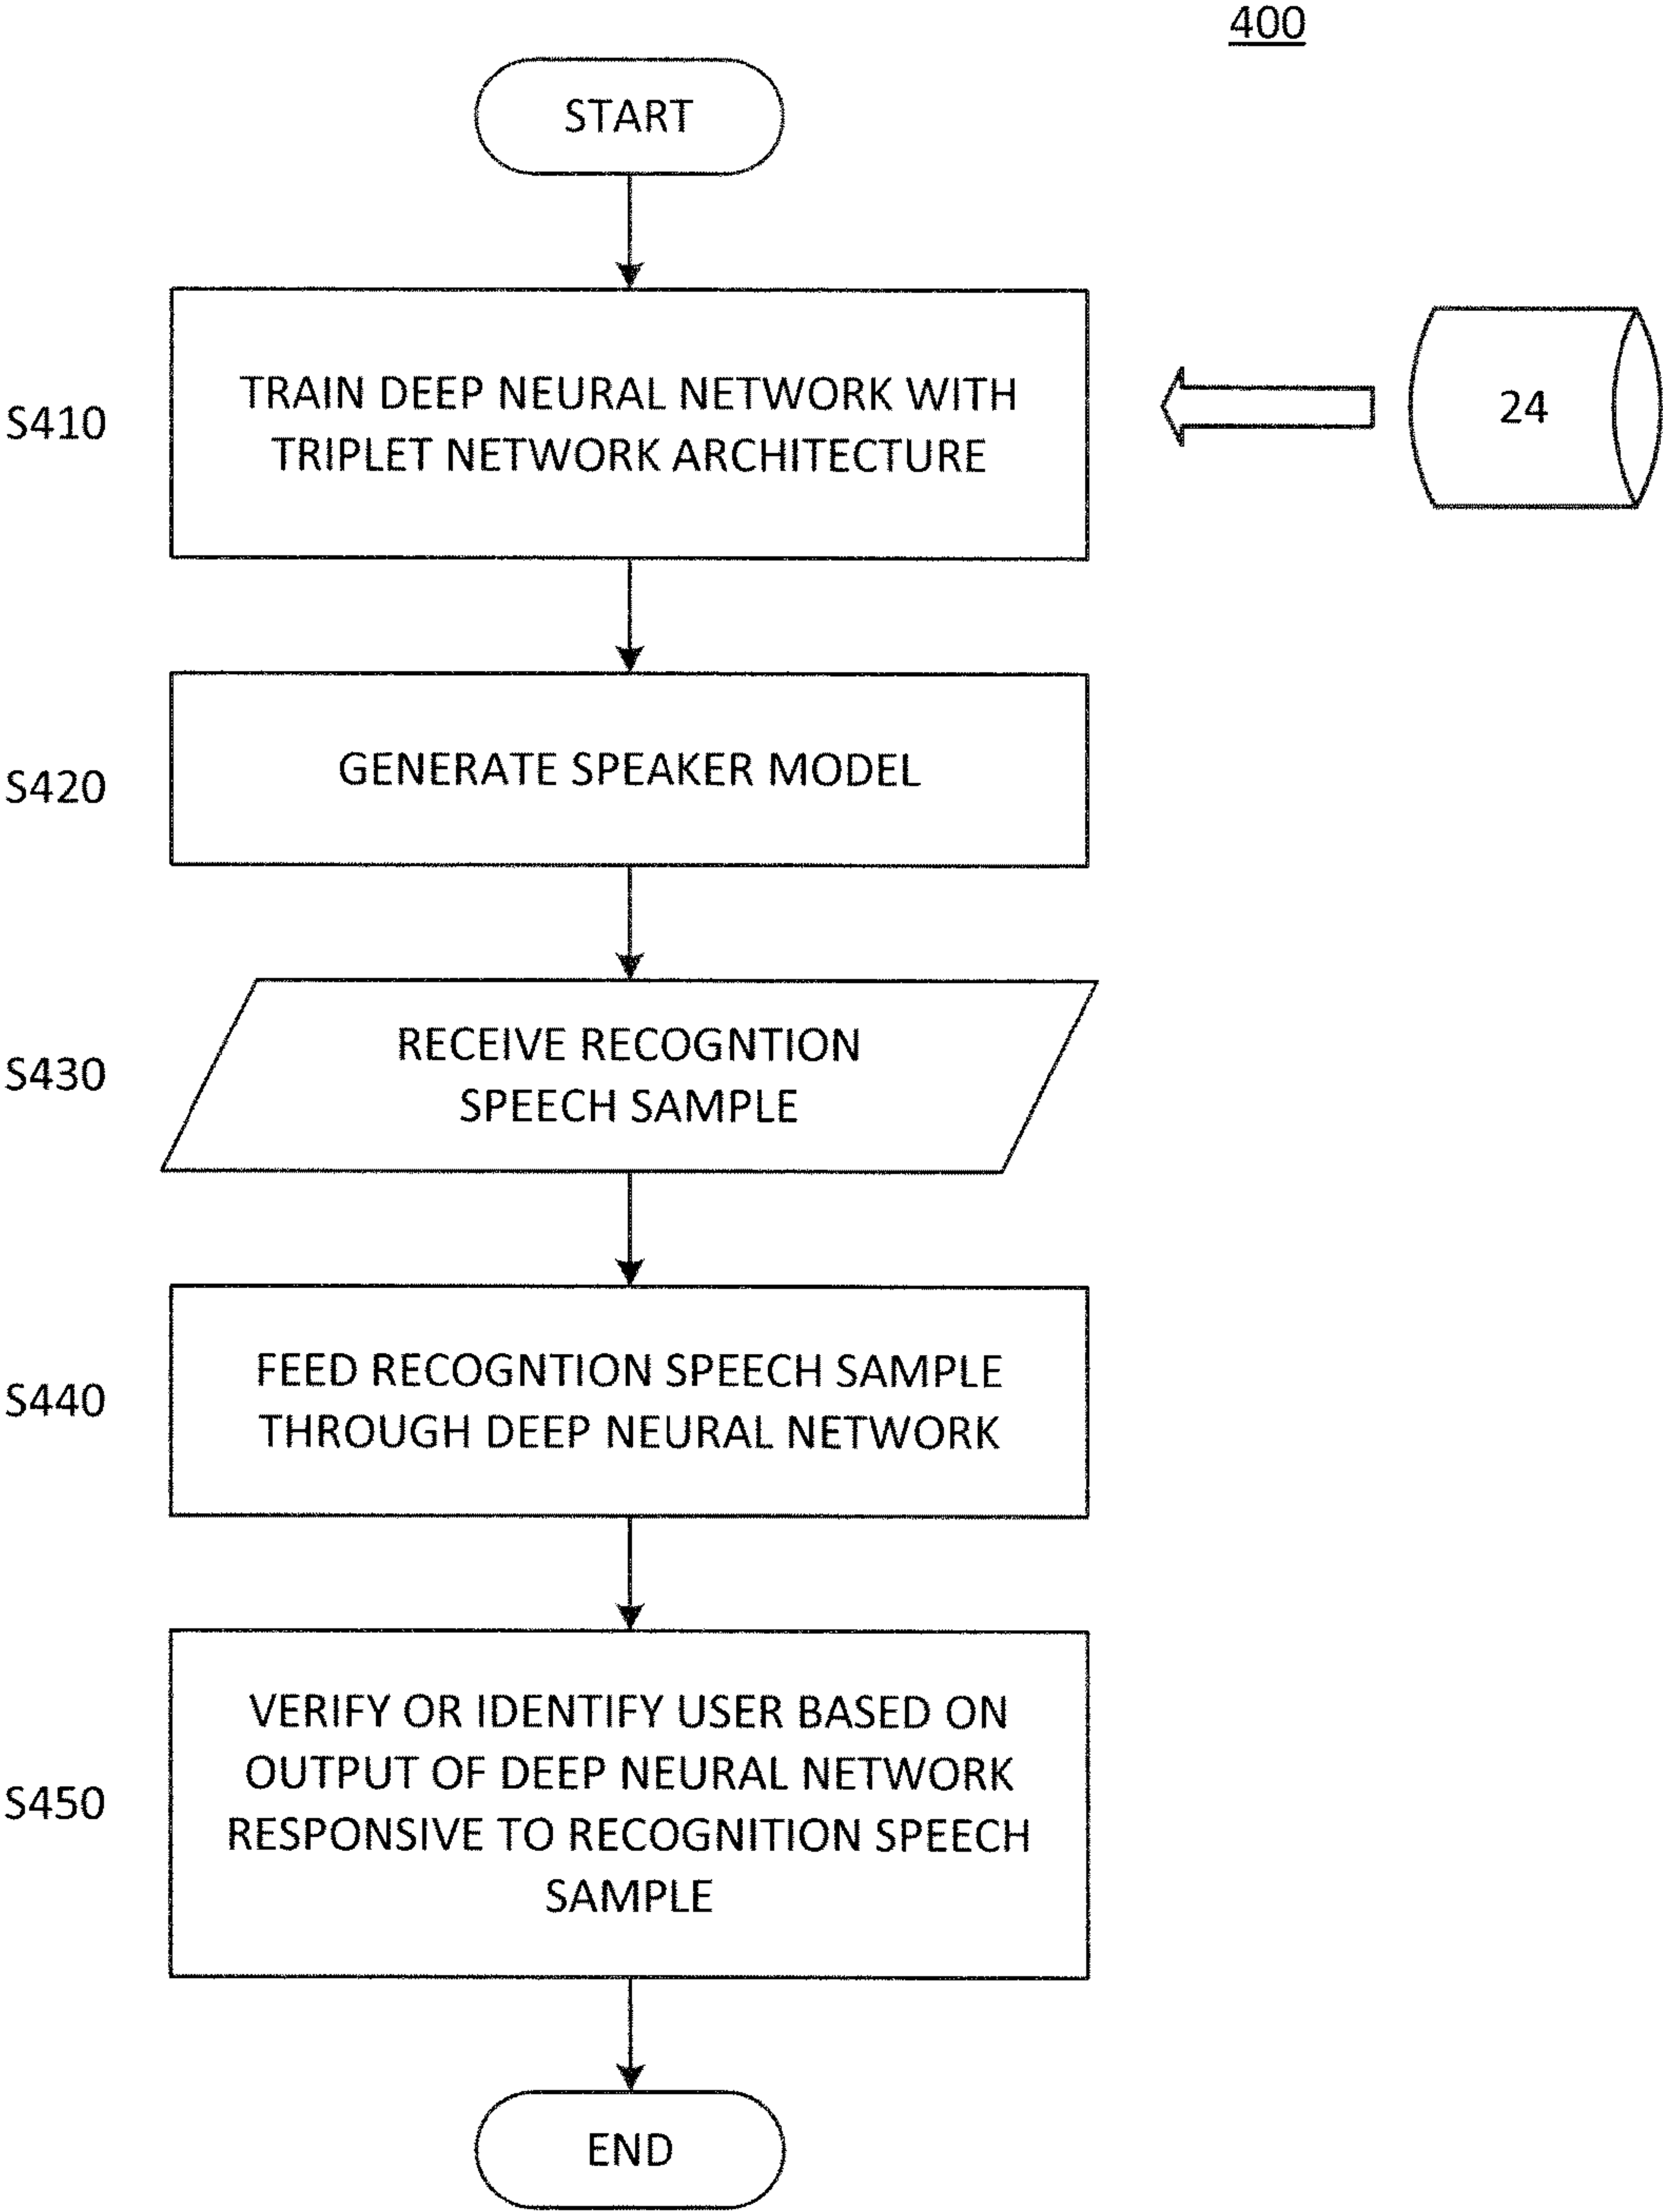 400
START
S410
TRAIN DEEP NEURAL NETWORK WITH
TRIPLET NETWORK ARCHITECTURE
24
S420
GENERATE SPEAKER MODEL
S430
RECEIVE RECOGNTION
SPEECH SAMPLE
S440
FEED RECOGNTION SPEECH SAMPLE
THROUGH DEEP NEURAL NETWORK
S450
VERIFY OR IDENTIFY USER BASED ON
OUTPUT OF DEEP NEURAL NETWORK
RESPONSIVE TO RECOGNITION SPEECH
SAMPLE
END